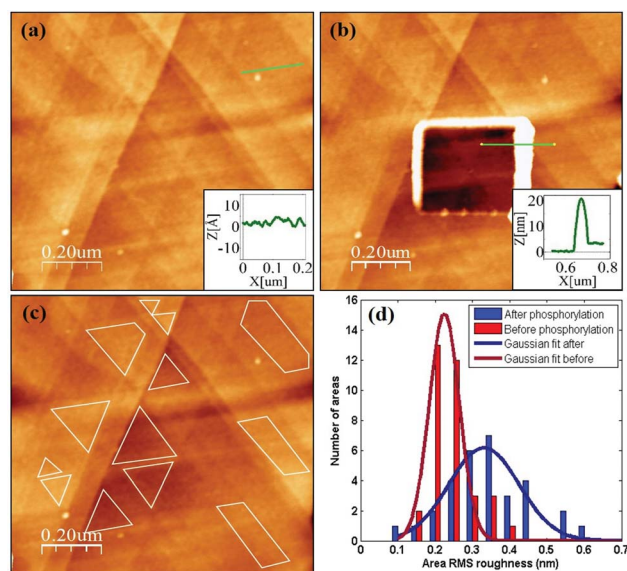 (a)
Z[Å]
10
0
-10
0
0.1
0.2
X[um]
0.20um
(b)
Z[nm]
20
10
0
0.6
0.8
X[um]
0.20um
(c)
0.20um
(d)
After phosphorylation
Before phosphorylation
Gaussian fit after
Gaussian fit before
Number of areas
16
14
12
10
8
6
4
2
0
0
0.1
0.2
0.3
0.4
0.5
0.6
0.7
Area RMS roughness (nm)